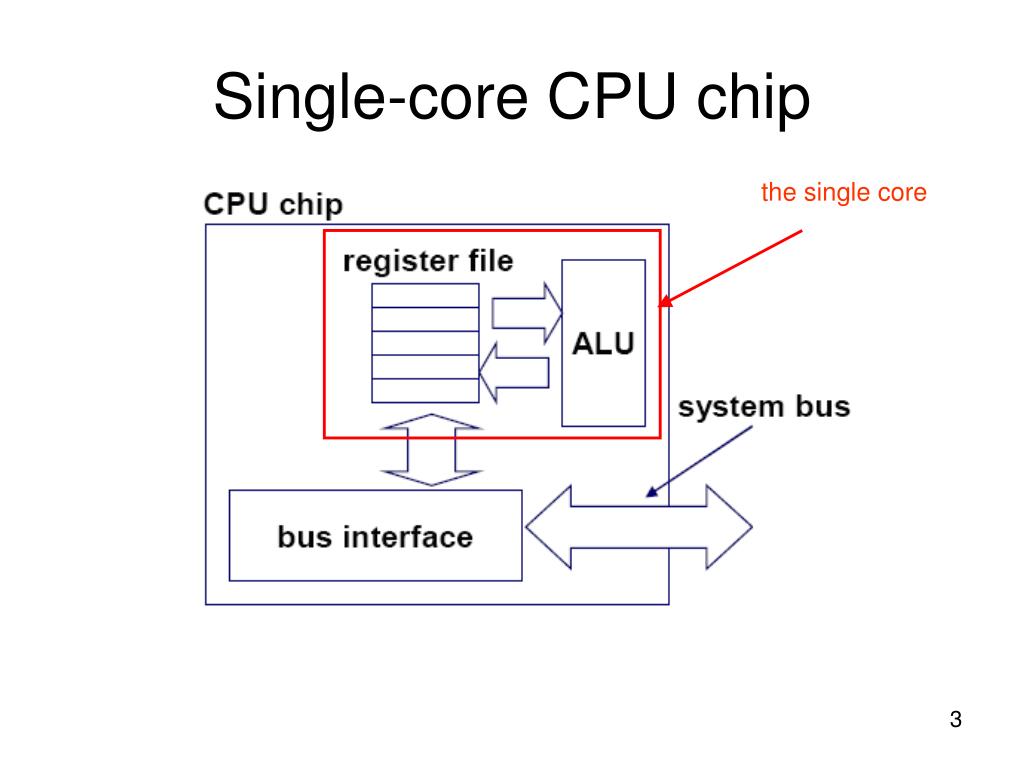 Single-core CPU chip
the single core
CPU chip
register file
ALU
system bus
bus interface
3